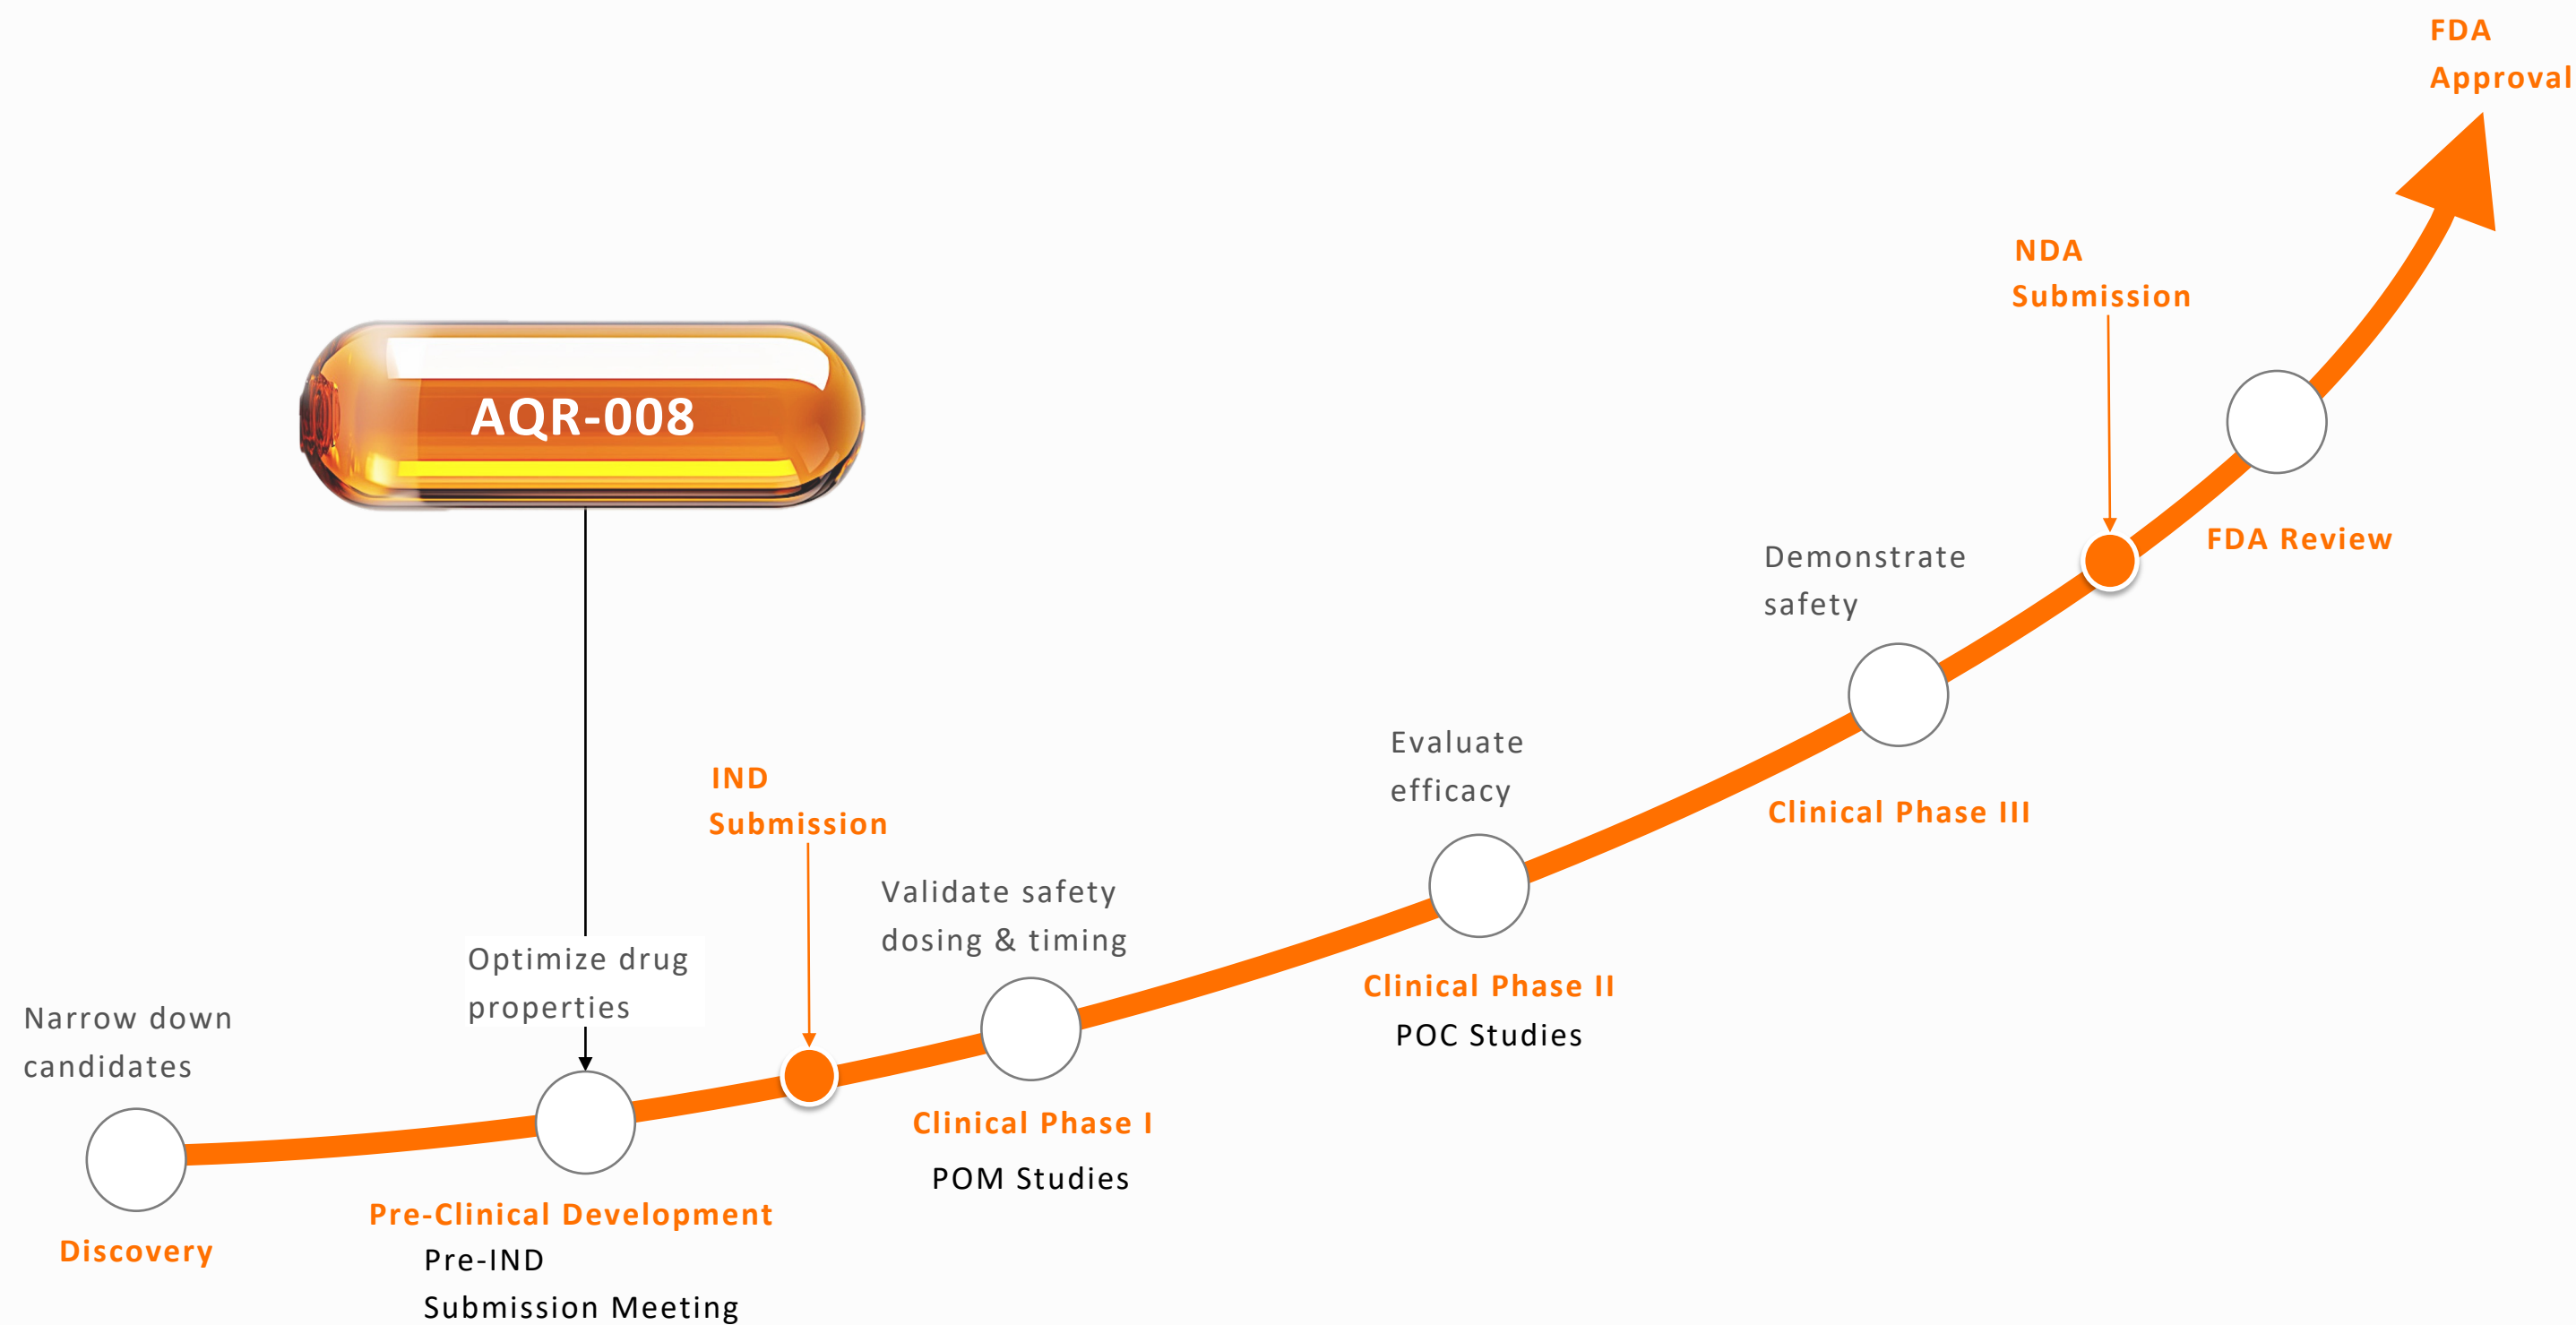 FDA
Approval
NDA
Submission
AQR-008
FDA Review
Demonstrate
safety
Evaluate
efficacy
IND
Submission
Clinical Phase III
Validate safety
dosing & timing
Optimize drug
properties
Clinical Phase II
POC Studies
Narrow down
candidates
Clinical Phase I
POM Studies
Pre-Clinical Development
Pre-IND
Submission Meeting
Discovery